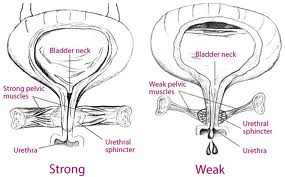 Bladder neck
Strong pelvic
muscles
Urethral
sphincter
Urethra
Strong
Bladder neck
Weak pelvic
muscles
Urethral
sphincter
Urethra
Weak